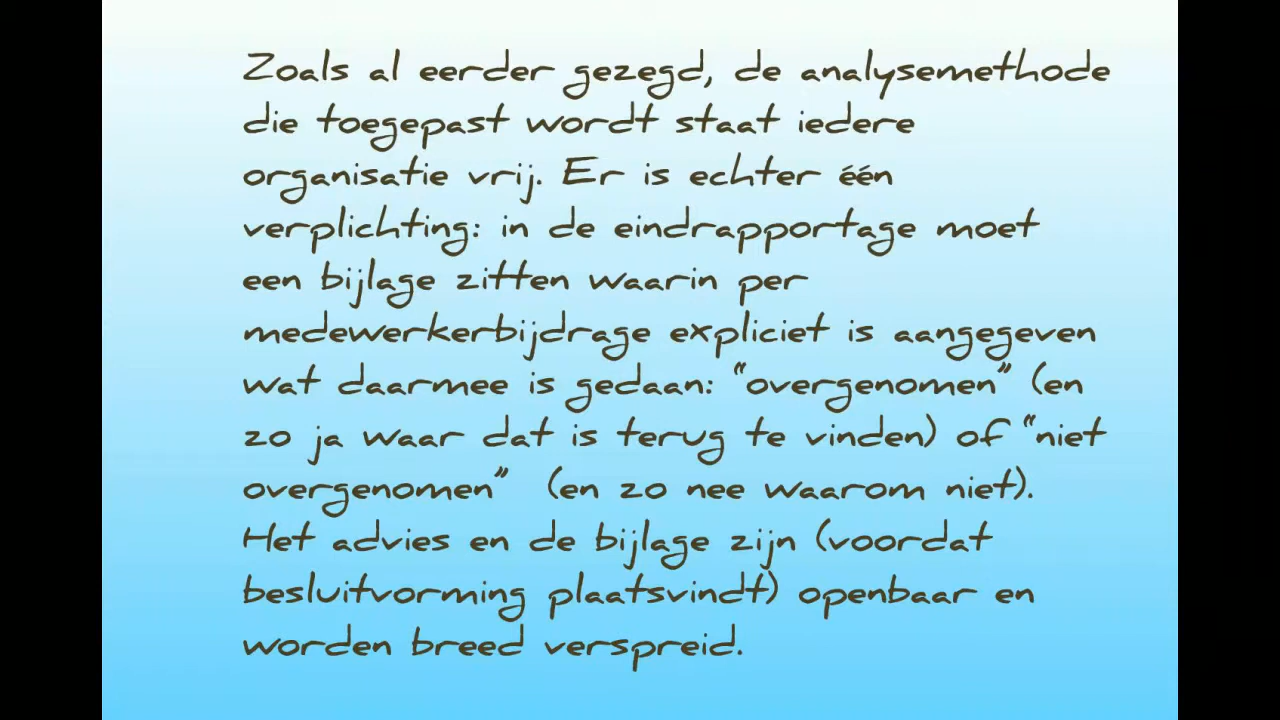 Zoals al eerder gezegd, de analysemethode
die toegepast wordt staat iedere
organisatie vrij. Er is echter één
verplichting: in de eindrapportage moet
een bijlage zitten waarin per
medewerkerbijdrage expliciet is aangegeven
wat daarmee is gedaan: “overgenomen” (en
zo ja waar dat is terug te vinden) of “niet
overgenomen” (en zo nee waarom niet).
Het advies en de bijlage zijn (voordat
besluitvorming plaatsvindt) openbaar en
worden breed verspreid.